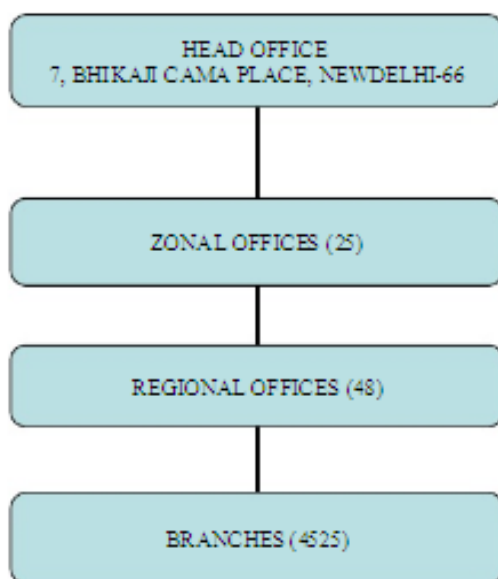 HEAD OFFICE
7, BHIKAJI CAMA PLACE, NEWDELHI-66
ZONAL OFFICES (25)
REGIONAL OFFICES (48)
BRANCHES (4525)